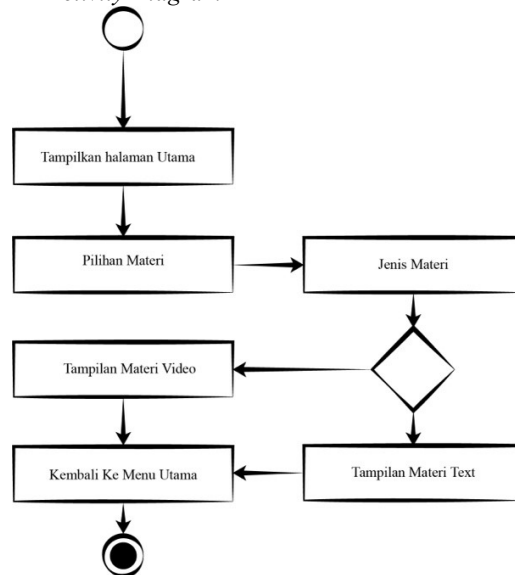 Tampilkan halaman Utama
Pilihan Materi
Jenis Materi
Tampilan Materi Video
Kembali Ke Menu Utama
Tampilan Materi Text